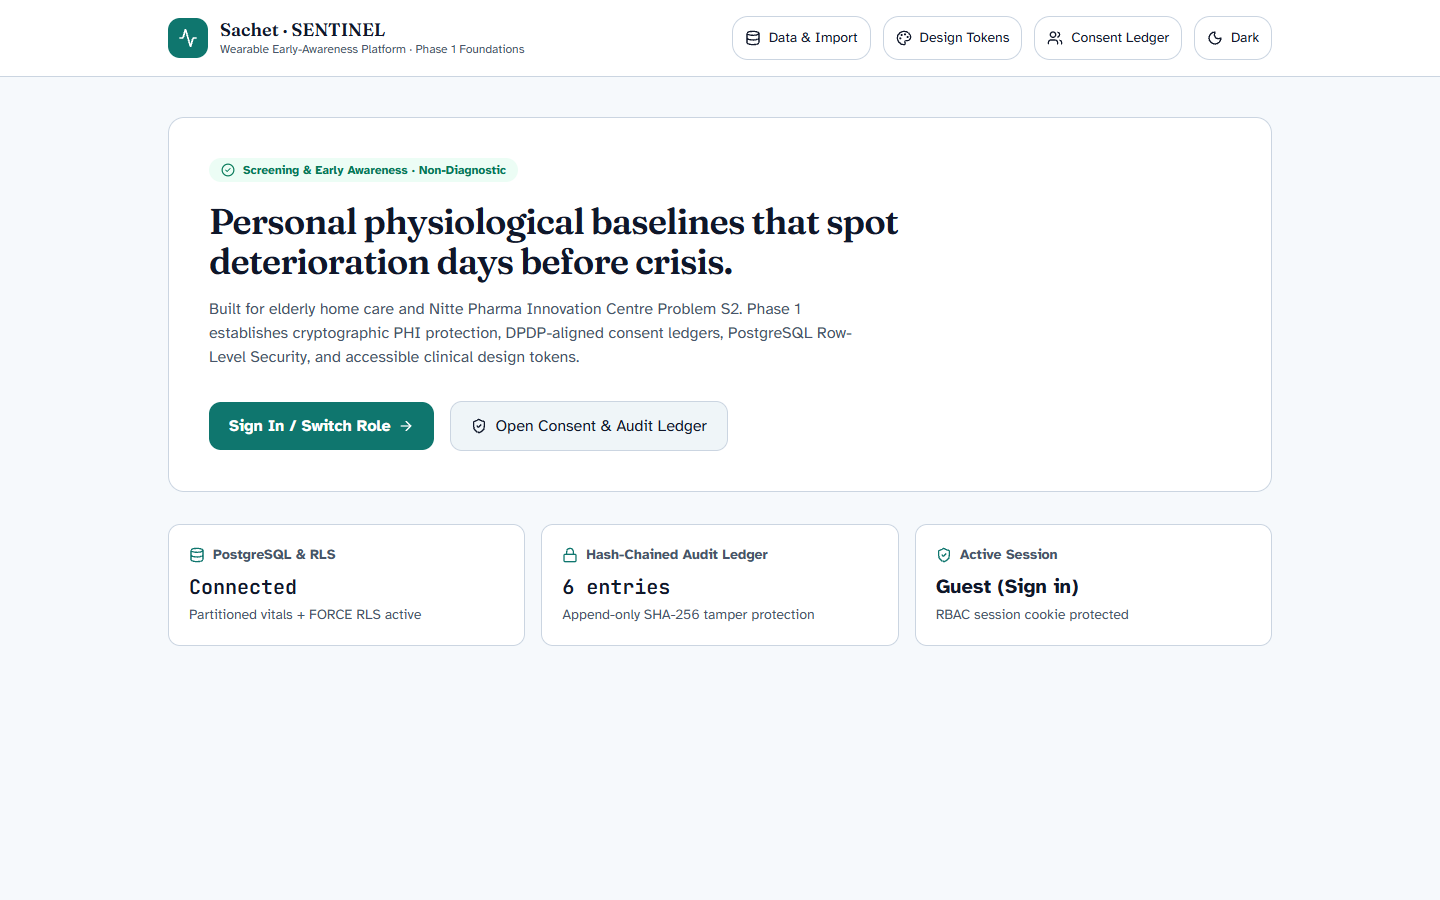 Sachet · SENTINEL
Wearable Early-Awareness Platform · Phase 1 Foundations
Data & Import
Design Tokens
Consent Ledger
Dark
Screening & Early Awareness · Non-Diagnostic
Personal physiological baselines that spot
deterioration days before crisis.
Built for elderly home care and Nitte Pharma Innovation Centre Problem S2. Phase 1
establishes cryptographic PHI protection, DPDP-aligned consent ledgers, PostgreSQL Row-
Level Security, and accessible clinical design tokens.
Sign In / Switch Role →
Open Consent & Audit Ledger
PostgreSQL & RLS
Connected
Partitioned vitals + FORCE RLS active
Hash-Chained Audit Ledger
6 entries
Append-only SHA-256 tamper protection
Active Session
Guest (Sign in)
RBAC session cookie protected